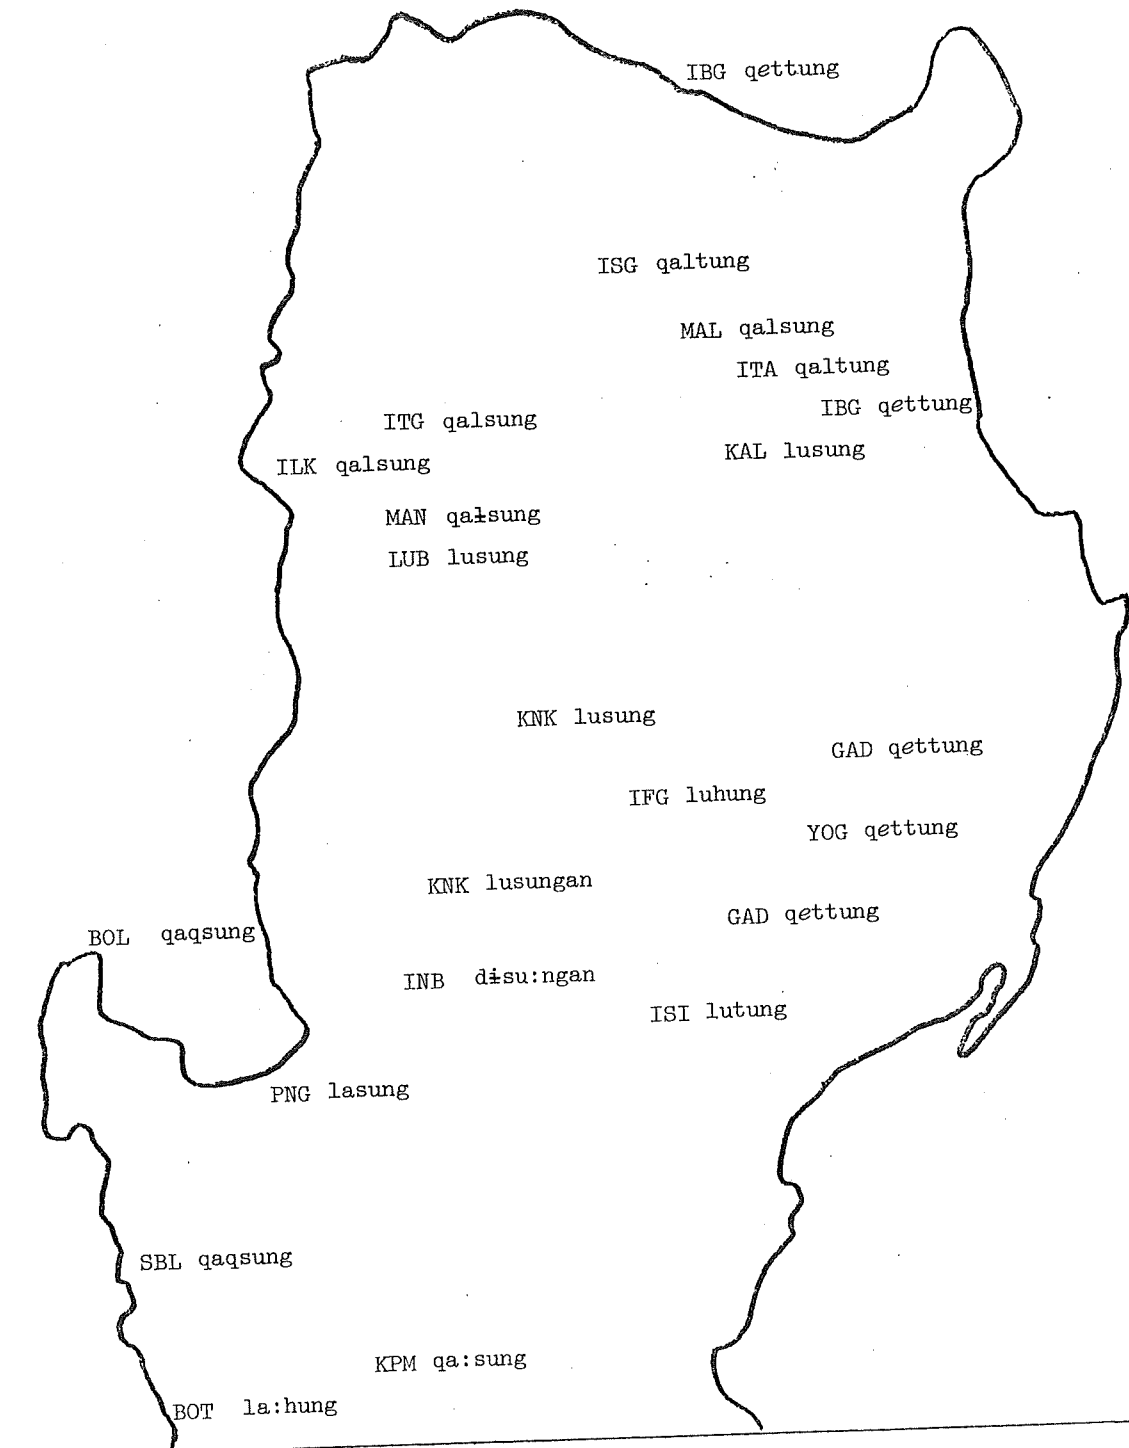 IBG qettung
ISG qaltung
MAL qalsung
ITA qaltung
IBG qettung
ITG qalsung
KAL lusung
ILK qalsung
MAN qaɫsung
LUB lusung
KNK lusung
GAD qettung
IFG luhung
YOG qettung
KNK lusungan
GAD qettung
BOL qaqsung
INB dɨsu:ngan
ISI lutung
PNG lasung
SBL qaqsung
KPM qa:sung
BOT la:hung